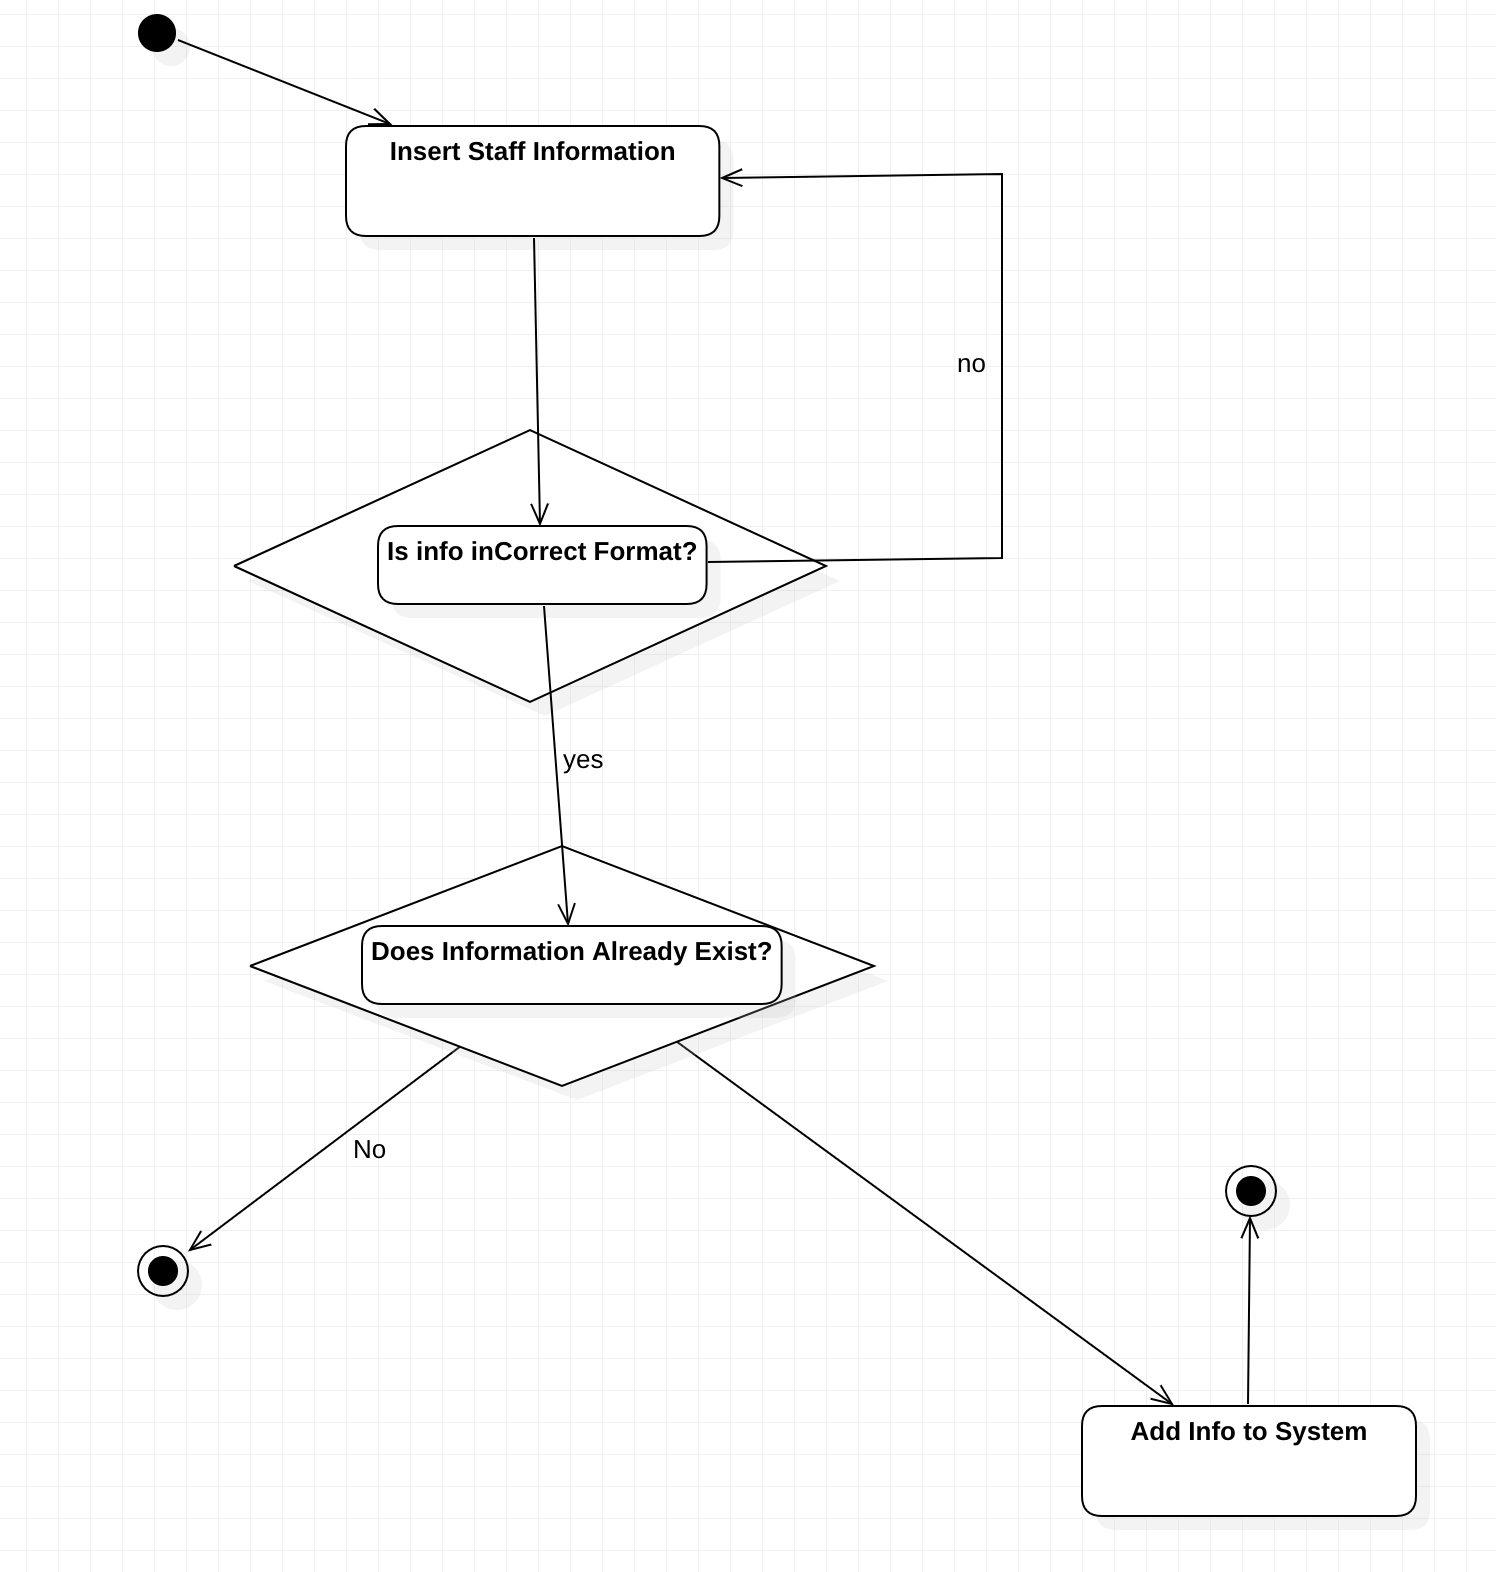 Insert Staff Information
no
Is info inCorrect Format?
yes
Does Information Already Exist?
No
Add Info to System